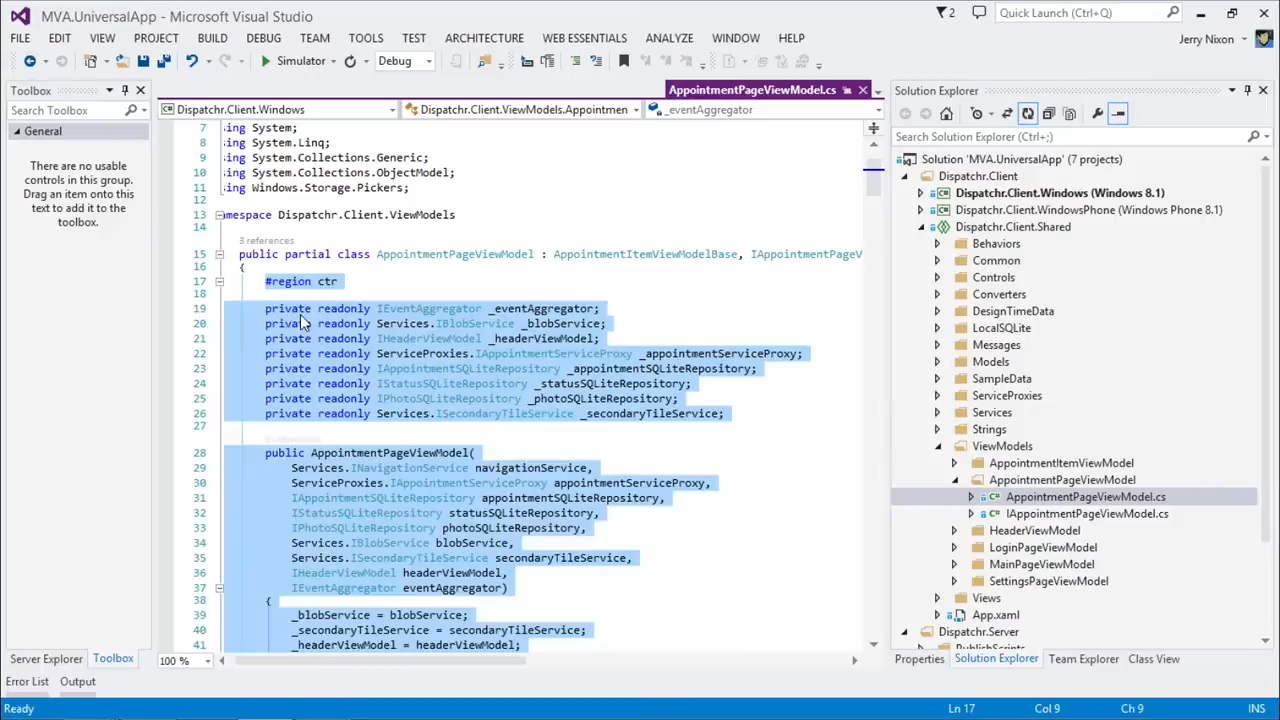 MVA.UniversalApp - Microsoft Visual Studio
2
Quick Launch (Ctrl+Q)
FILE EDIT VIEW PROJECT BUILD DEBUG TEAM TOOLS TEST ARCHITECTURE WEB ESSENTIALS ANALYZE WINDOW HELP
Jerry Nixon
Simulator
Debug
Toolbox
Search Toolbox
General
There are no usable
controls in this group.
Drag an item onto this
text to add it to the
toolbox.
Server Explorer Toolbox
AppointmentPageViewModel.cs
Dispatchr.Client.Windows Dispatchr.Client.ViewModels.Appointmen _eventAggregator
7 ing System;
8 ing System.Linq;
9 ing System.Collections.Generic;
10 ing System.Collections.ObjectModel;
11 ing Windows.Storage.Pickers;
12
13 mespace Dispatchr.Client.ViewModels
14
3 references
15 public partial class AppointmentPageViewModel : AppointmentItemViewModelBase, IAppointmentPageV
16 {
17 #region ctr
18
19 private readonly IEventAggregator _eventAggregator;
20 private readonly Services.IBlobService _blobService;
21 private readonly IHeaderViewModel _headerViewModel;
22 private readonly ServiceProxies.IAppointmentServiceProxy _appointmentServiceProxy;
23 private readonly IAppointmentSQLiteRepository _appointmentSQLiteRepository;
24 private readonly IStatusSQLiteRepository _statusSQLiteRepository;
25 private readonly IPhotoSQLiteRepository _photoSQLiteRepository;
26 private readonly Services.ISecondaryTileService _secondaryTileService;
27
28 public AppointmentPageViewModel(
29 Services.INavigationService navigationService,
30 ServiceProxies.IAppointmentServiceProxy appointmentServiceProxy,
31 IAppointmentSQLiteRepository appointmentSQLiteRepository,
32 IStatusSQLiteRepository statusSQLiteRepository,
33 IPhotoSQLiteRepository photoSQLiteRepository,
34 Services.IBlobService blobService,
35 Services.ISecondaryTileService secondaryTileService,
36 IHeaderViewModel headerViewModel,
37 IEventAggregator eventAggregator)
38 {
39 _blobService = blobService;
40 _secondaryTileService = secondaryTileService;
41 _headerViewModel = headerViewModel;
100 %
Solution Explorer
Search Solution Explorer (Ctrl+;)
Solution 'MVA.UniversalApp' (7 projects)
Dispatchr.Client
Dispatchr.Client.Windows (Windows 8.1)
Dispatchr.Client.WindowsPhone (Windows Phone 8.1)
Dispatchr.Client.Shared
Behaviors
Common
Controls
Converters
DesignTimeData
LocalSQLite
Messages
Models
SampleData
ServiceProxies
Services
Strings
ViewModels
AppointmentItemViewModel
AppointmentPageViewModel
AppointmentPageViewModel.cs
IAppointmentPageViewModel.cs
HeaderViewModel
LoginPageViewModel
MainPageViewModel
SettingsPageViewModel
Views
App.xaml
Dispatchr.Server
PublishScripts
Properties Solution Explorer Team Explorer Class View
Error List Output
Ready Ln 17 Col 9 Ch 9 INS